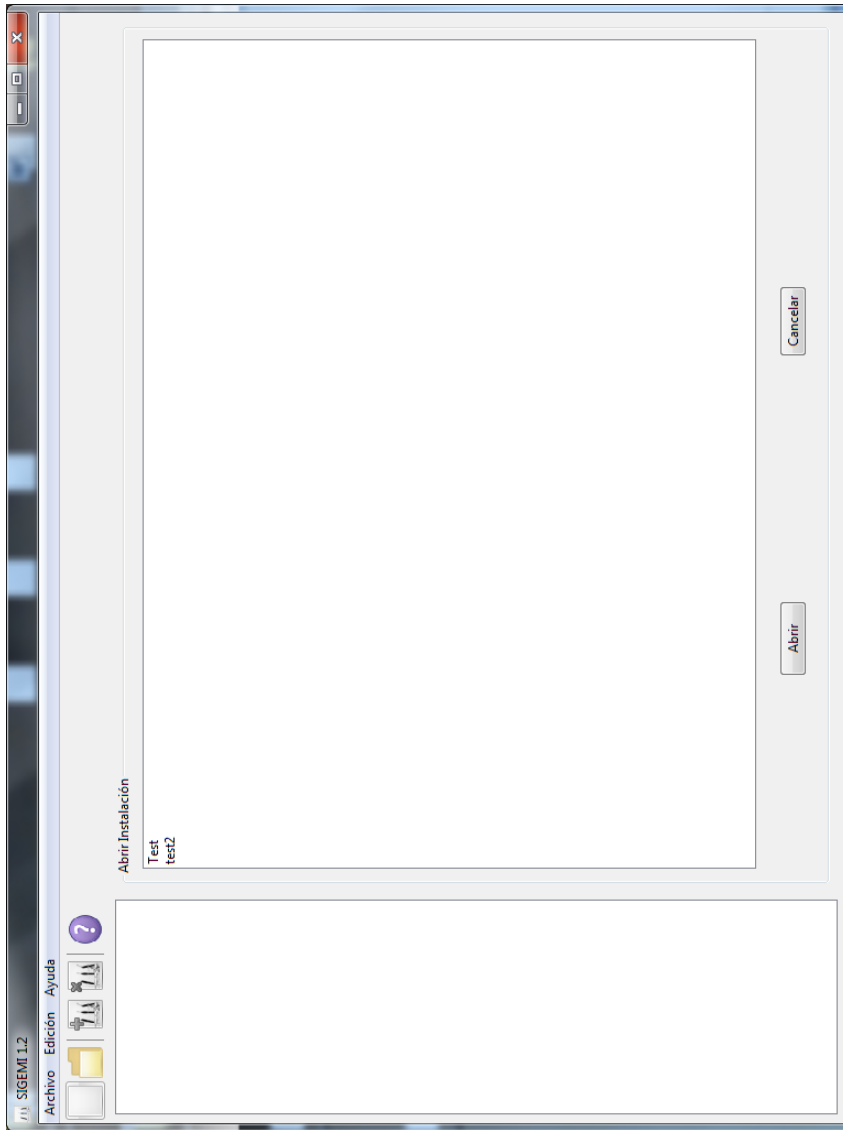 SIGEMI 1.2
Archivo Edición Ayuda
?
Abrir Instalación
Test
test2
Abrir Cancelar